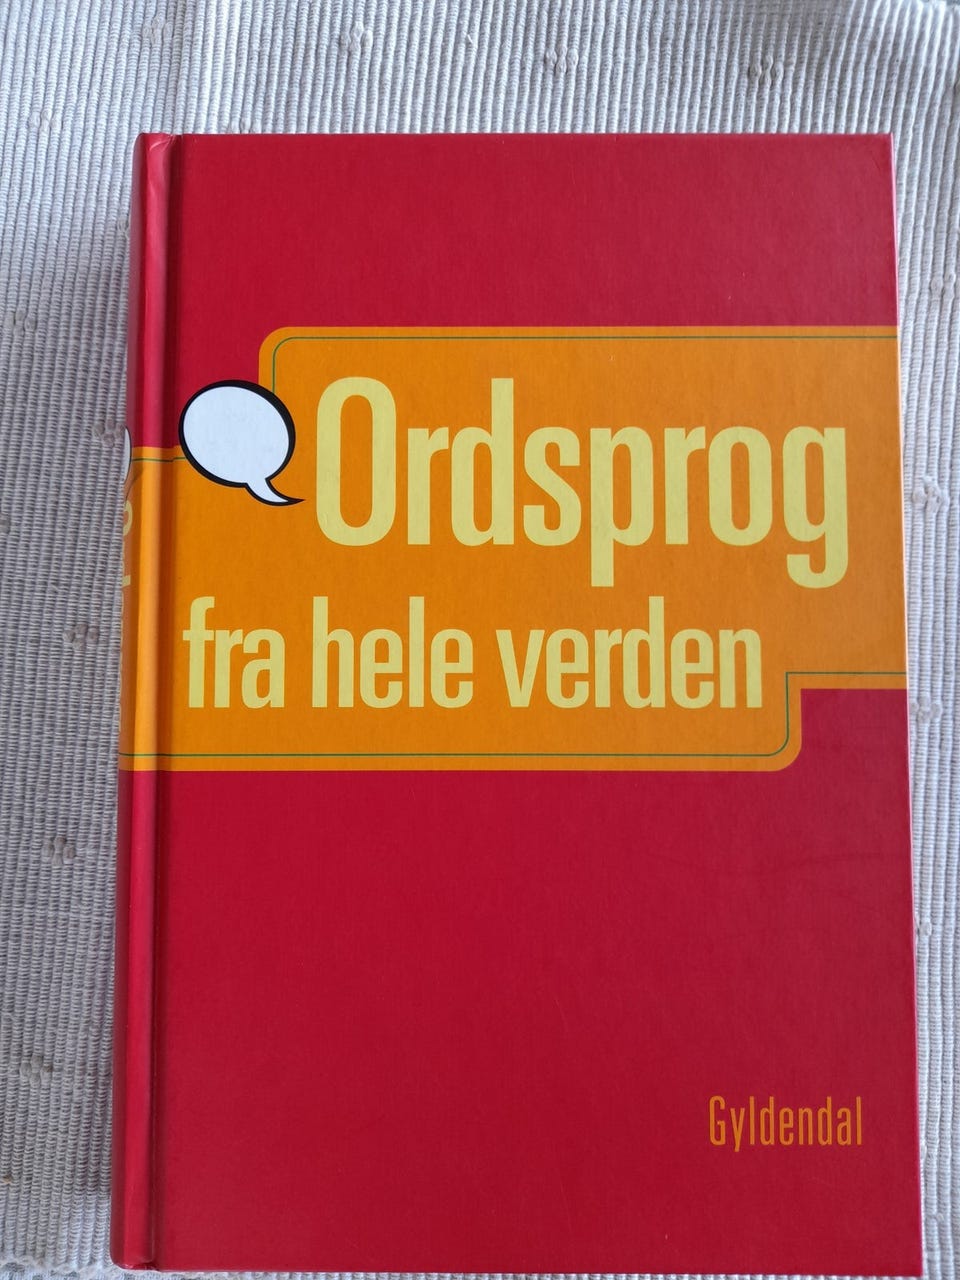 Ordsprog
fra hele verden
Gyldendal